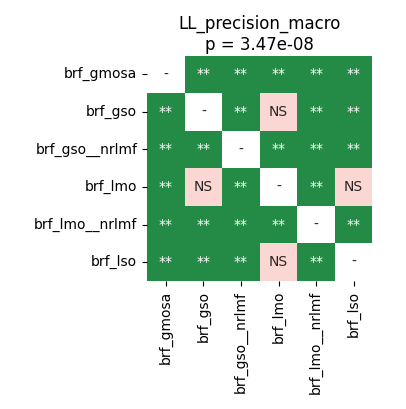 LL_precision_macro
p = 3.47e-08
brf_gmosa - ** ** ** ** **
brf_gso ** - ** NS ** **
brf_gso__nrlmf ** ** - ** ** **
brf_lmo ** NS ** - ** NS
brf_lmo__nrlmf ** ** ** ** - **
brf_lso ** ** ** NS ** -
brf_gmosa
brf_gso
brf_gso__nrlmf
brf_lmo
brf_lmo__nrlmf
brf_lso